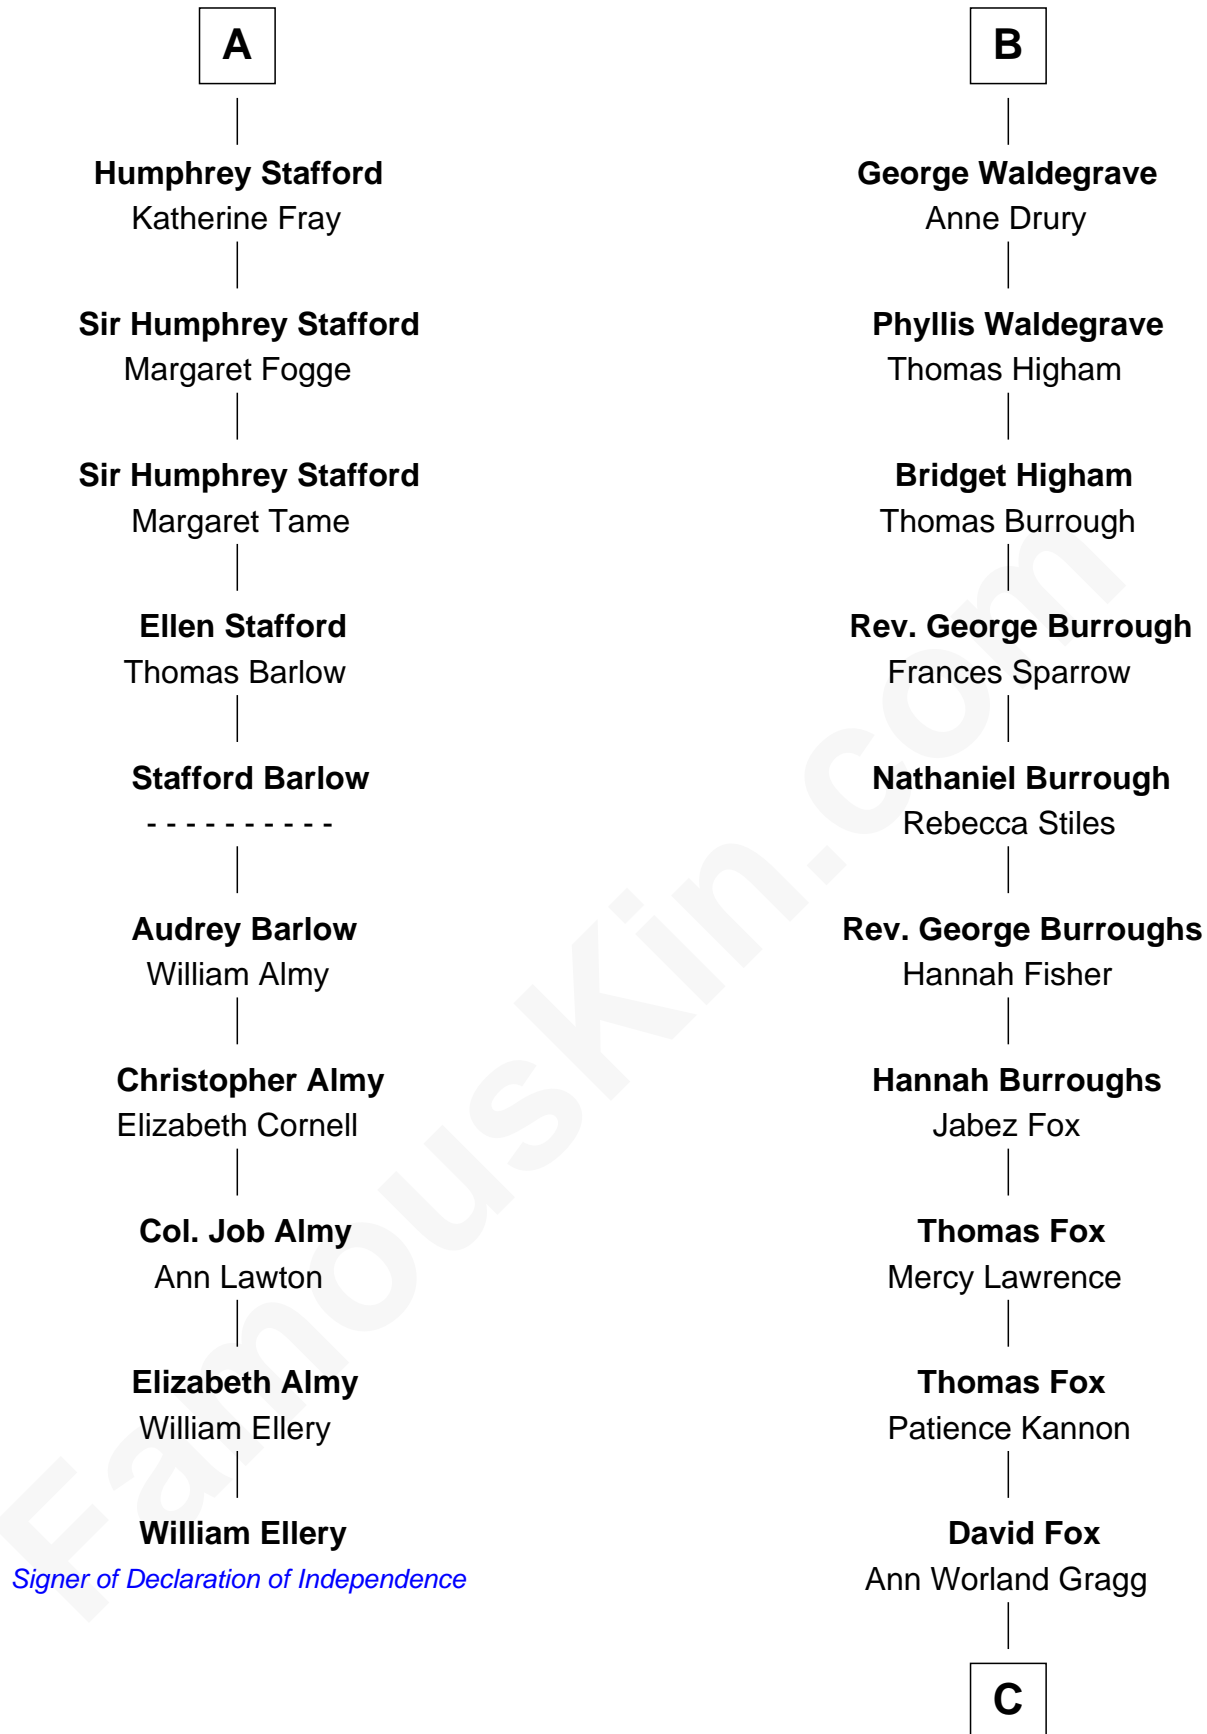 A
Humphrey Stafford
Katherine Fray
Sir Humphrey Stafford
Margaret Fogge
Sir Humphrey Stafford
Margaret Tame
Ellen Stafford
Thomas Barlow
Stafford Barlow
- - - - - - - - - -
Audrey Barlow
William Almy
Christopher Almy
Elizabeth Cornell
Col. Job Almy
Ann Lawton
Elizabeth Almy
William Ellery
William Ellery
Signer of Declaration of Independence
B
George Waldegrave
Anne Drury
Phyllis Waldegrave
Thomas Higham
Bridget Higham
Thomas Burrough
Rev. George Burrough
Frances Sparrow
Nathaniel Burrough
Rebecca Stiles
Rev. George Burroughs
Hannah Fisher
Hannah Burroughs
Jabez Fox
Thomas Fox
Mercy Lawrence
Thomas Fox
Patience Kannon
David Fox
Ann Worland Gragg
C
FamousKin.com